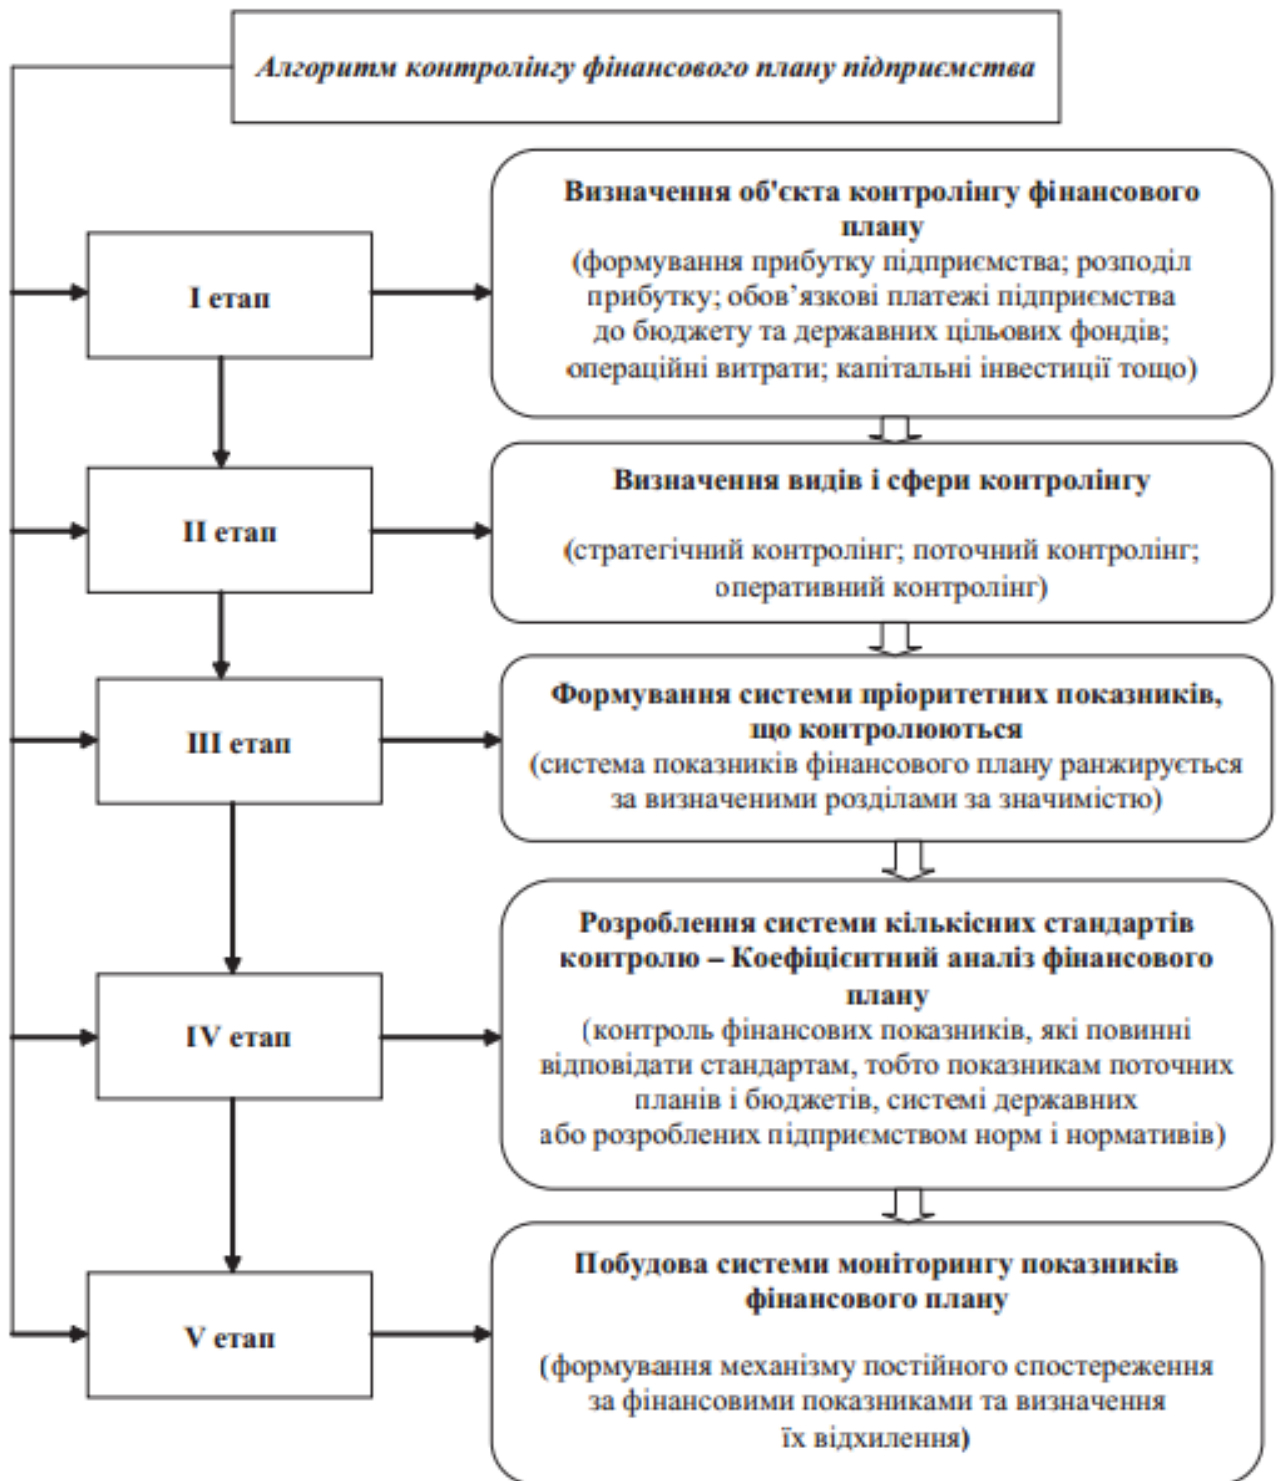 Алгоритм контролінгу фінансового плану підприємства
І етап
Визначення об'єкта контролінгу фінансового
плану
(формування прибутку підприємства; розподіл
прибутку; обов’язкові платежі підприємства
до бюджету та державних цільових фондів;
операційні витрати; капітальні інвестиції тощо)
ІІ етап
Визначення видів і сфери контролінгу
(стратегічний контролінг; поточний контролінг;
оперативний контролінг)
ІІІ етап
Формування системи пріоритетних показників,
що контролюються
(система показників фінансового плану ранжирується
за визначеними розділами за значимістю)
IV етап
Розроблення системи кількісних стандартів
контролю – Коефіцієнтний аналіз фінансового
плану
(контроль фінансових показників, які повинні
відповідати стандартам, тобто показникам поточних
планів і бюджетів, системі державних
або розроблених підприємством норм і нормативів)
V етап
Побудова системи моніторингу показників
фінансового плану
(формування механізму постійного спостереження
за фінансовими показниками та визначення
їх відхилення)